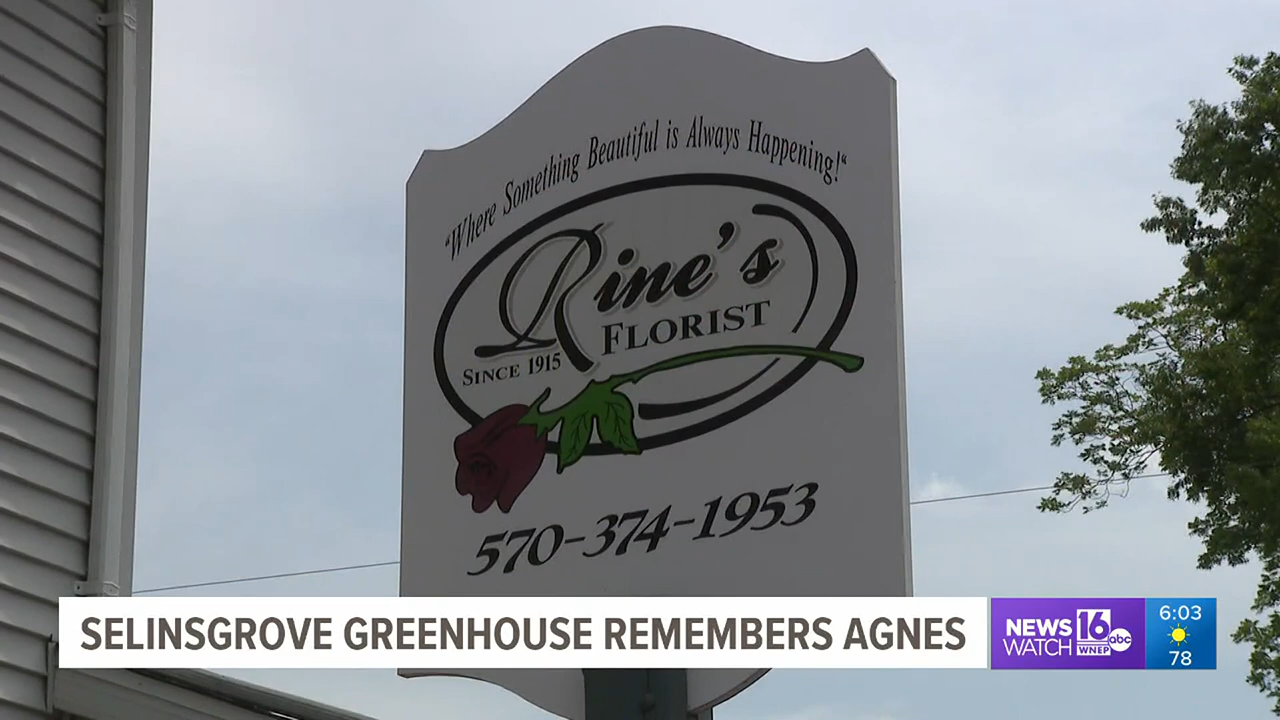 "Where Something Beautiful is Always Happening!"
Rine's
FLORIST
SINCE 1915
570-374-1953
SELINSGROVE GREENHOUSE REMEMBERS AGNES
NEWS 16 abc
WATCH WNEP
6:03
78